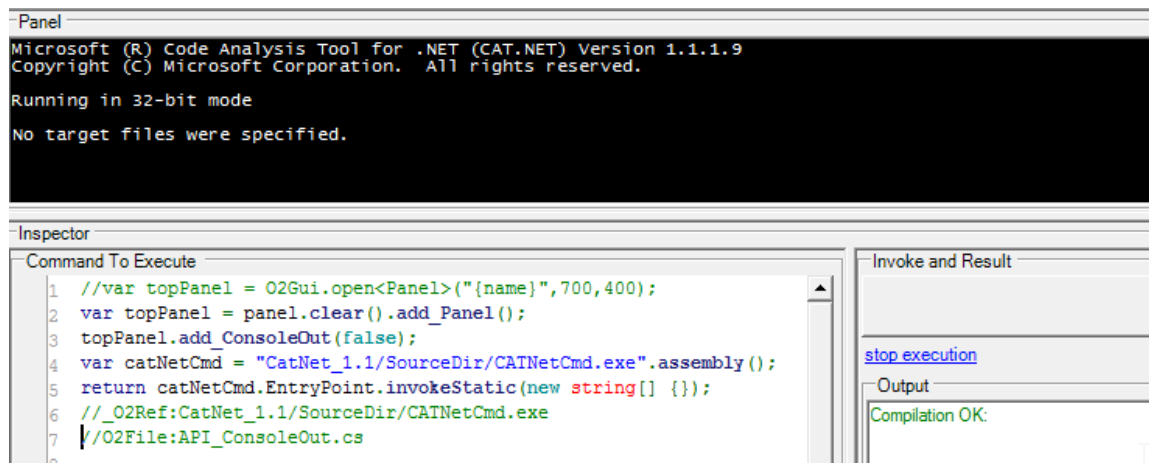 Panel
Microsoft (R) Code Analysis Tool for .NET (CAT.NET) Version 1.1.1.9
Copyright (C) Microsoft Corporation.  All rights reserved.
Running in 32-bit mode
No target files were specified.
Inspector
Command To Execute
1 //var topPanel = O2Gui.open<Panel>("{name}",700,400);
2 var topPanel = panel.clear().add_Panel();
3 topPanel.add_ConsoleOut(false);
4 var catNetCmd = "CatNet_1.1/SourceDir/CATNetCmd.exe".assembly();
5 return catNetCmd.EntryPoint.invokeStatic(new string[] {});
6 //_O2Ref:CatNet_1.1/SourceDir/CATNetCmd.exe
7 //O2File:API_ConsoleOut.cs
Invoke and Result
stop execution
Output
Compilation OK: